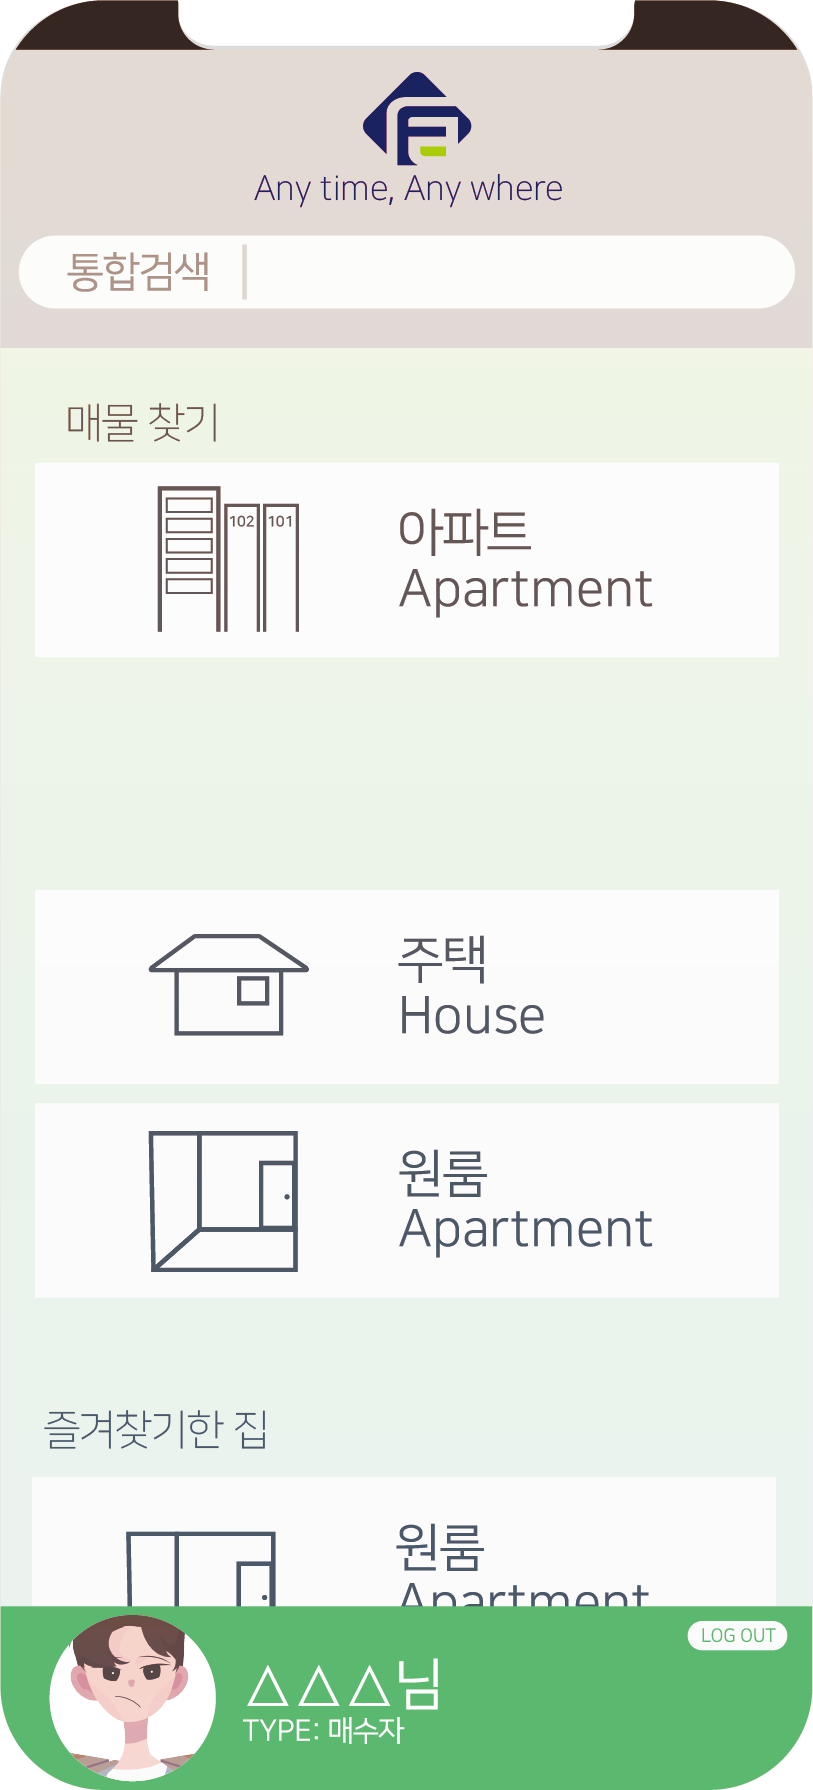 Any time, Any where
통합검색
매물 찾기
102 101
아파트
Apartment
주택
House
원룸
Apartment
즐겨찾기한 집
원룸
Apartment
LOG OUT
△△△님
TYPE: 매수자